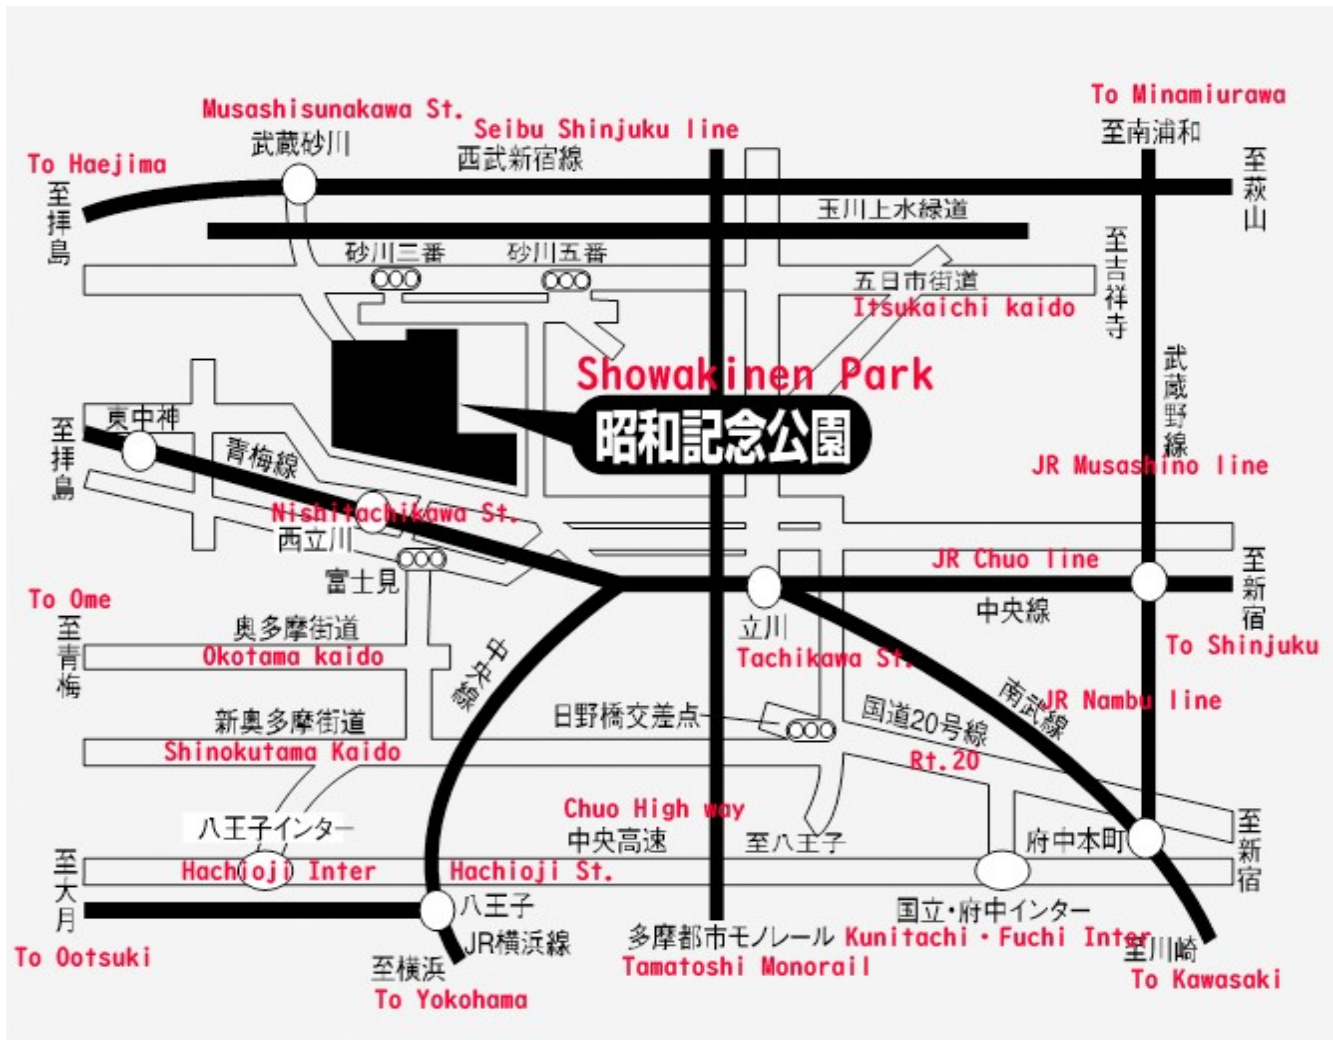 To Minamiurawa
至南浦和
Musashisunakawa St.
武蔵砂川
Seibu Shinjuku line
西武新宿線
To Haejima
至拝島
至萩山
玉川上水緑道
砂川三番
砂川五番
五日市街道
Itsukaichi kaido
至吉祥寺
Showakinen Park
昭和記念公園
武蔵野線
JR Musashino line
東中神
至拝島
青梅線
Nishitachikawa St.
西立川
富士見
JR Chuo line
中央線
至新宿
To Shinjuku
To Ome
至青梅
奥多摩街道
Okotama kaido
中央線
立川
Tachikawa St.
南武線
JR Nambu line
新奥多摩街道
Shinokutama Kaido
日野橋交差点
国道20号線
Rt.20
八王子インター
Hachioji Inter
Chuo High way
中央高速
至八王子
府中本町
至新宿
至大月
To Ootsuki
Hachioji St.
八王子
JR横浜線
至横浜
To Yokohama
多摩都市モノレール
Tamatoshi Monorail
国立・府中インター
Kunitachi・Fuchi Inter
至川崎
To Kawasaki